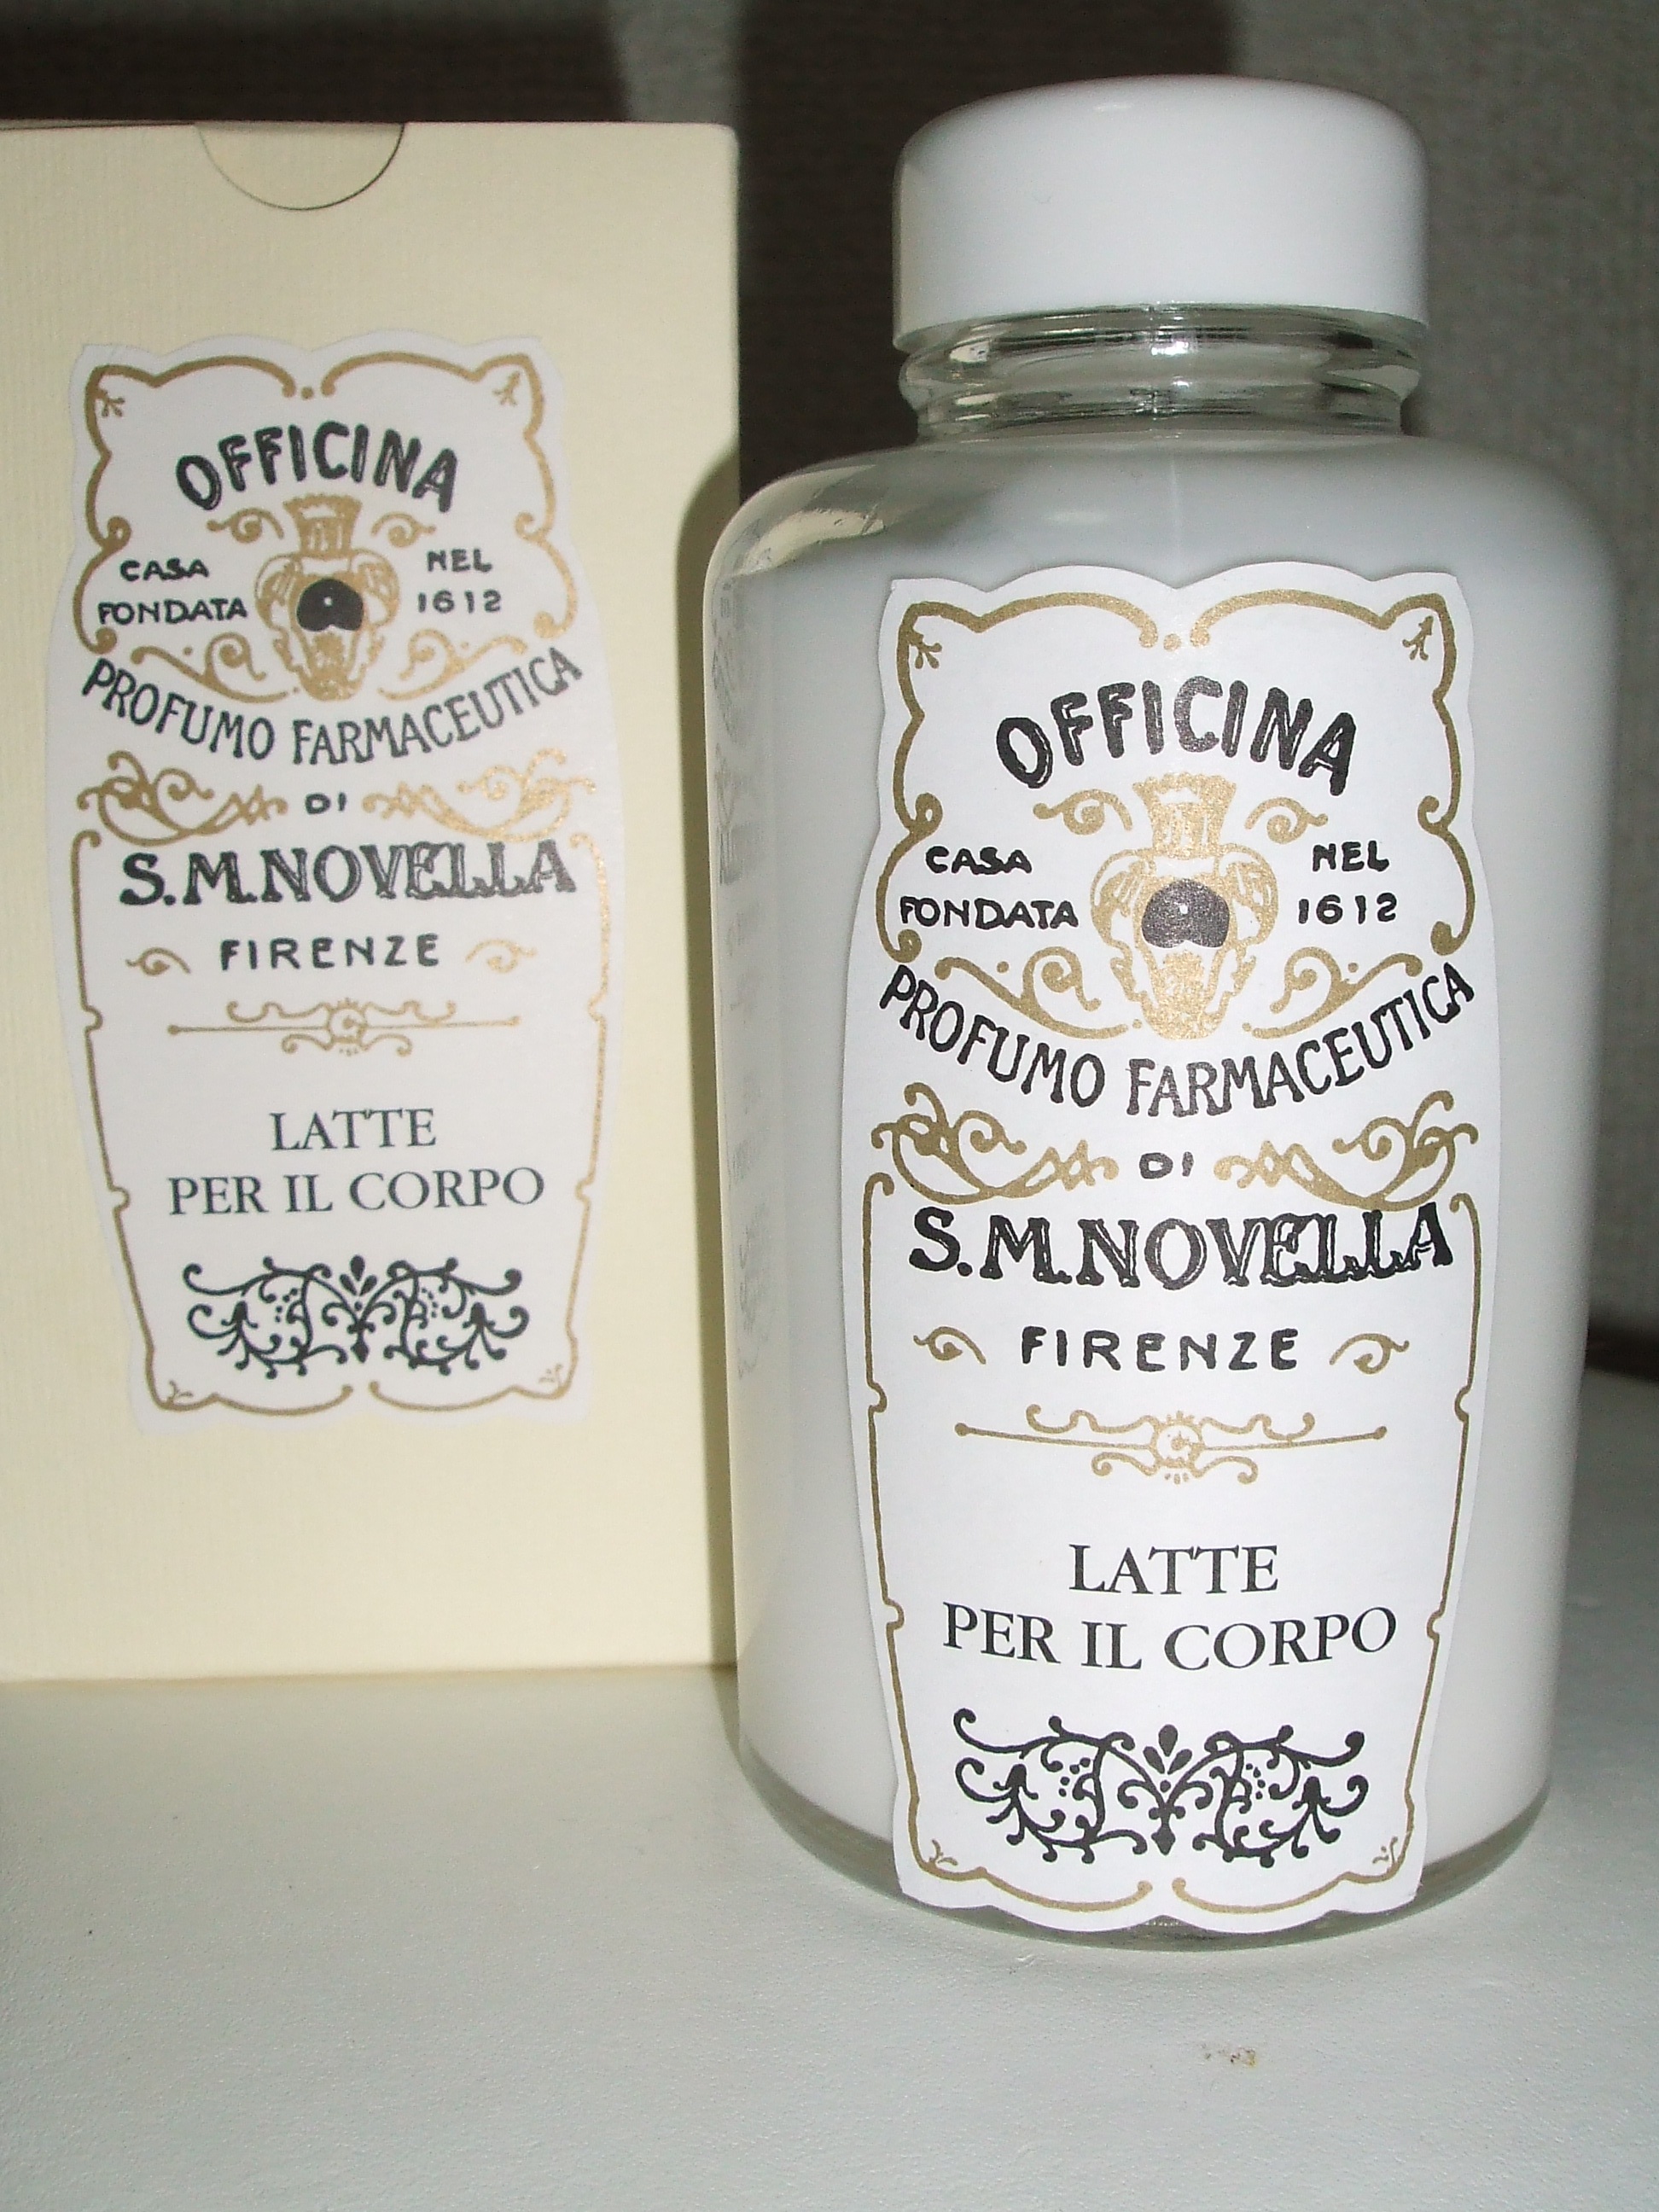 OFFICINA
CASA NEL
FONDATA 1612
PROFUMO FARMACEUTICA
DI
S.M.NOVELLA
FIRENZE
LATTE
PER IL CORPO
OFFICINA
CASA NEL
FONDATA 1612
PROFUMO FARMACEUTICA
DI
S.M.NOVELLA
FIRENZE
LATTE
PER IL CORPO